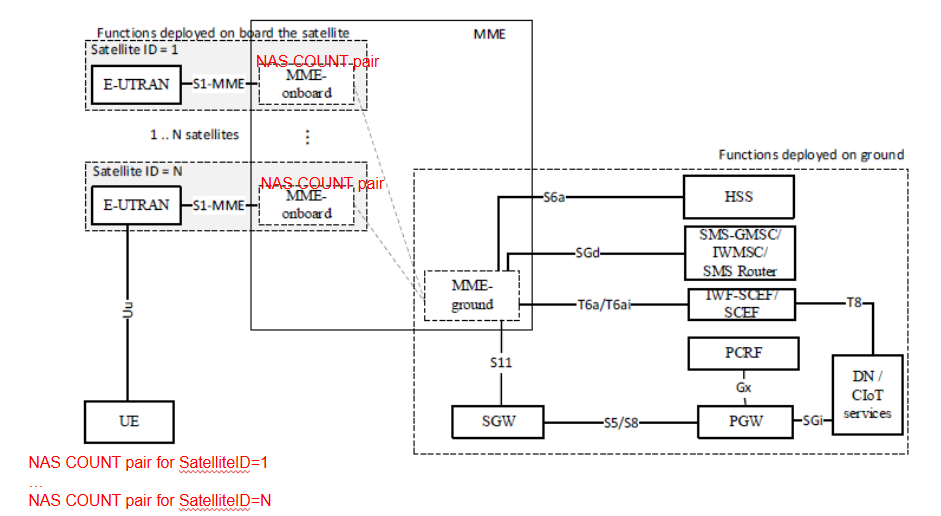 Functions deployed on board the satellite
MME
Satellite ID = 1
NAS COUNT pair
E-UTRAN
S1-MME
MME-
onboard
1 .. N satellites
⋮
Functions deployed on ground
Satellite ID = N
NAS COUNT pair
E-UTRAN
S1-MME
MME-
onboard
S6a
HSS
SGd
SMS-GMSC/
IWMSC/
SMS Router
MME-
ground
T6a/T6ai
IWF-SCEF/
SCEF
T8
Uu
S11
PCRF
Gx
DN /
CIoT
services
UE
SGW
S5/S8
PGW
SGi
NAS COUNT pair for SatelliteID=1
...
NAS COUNT pair for SatelliteID=N